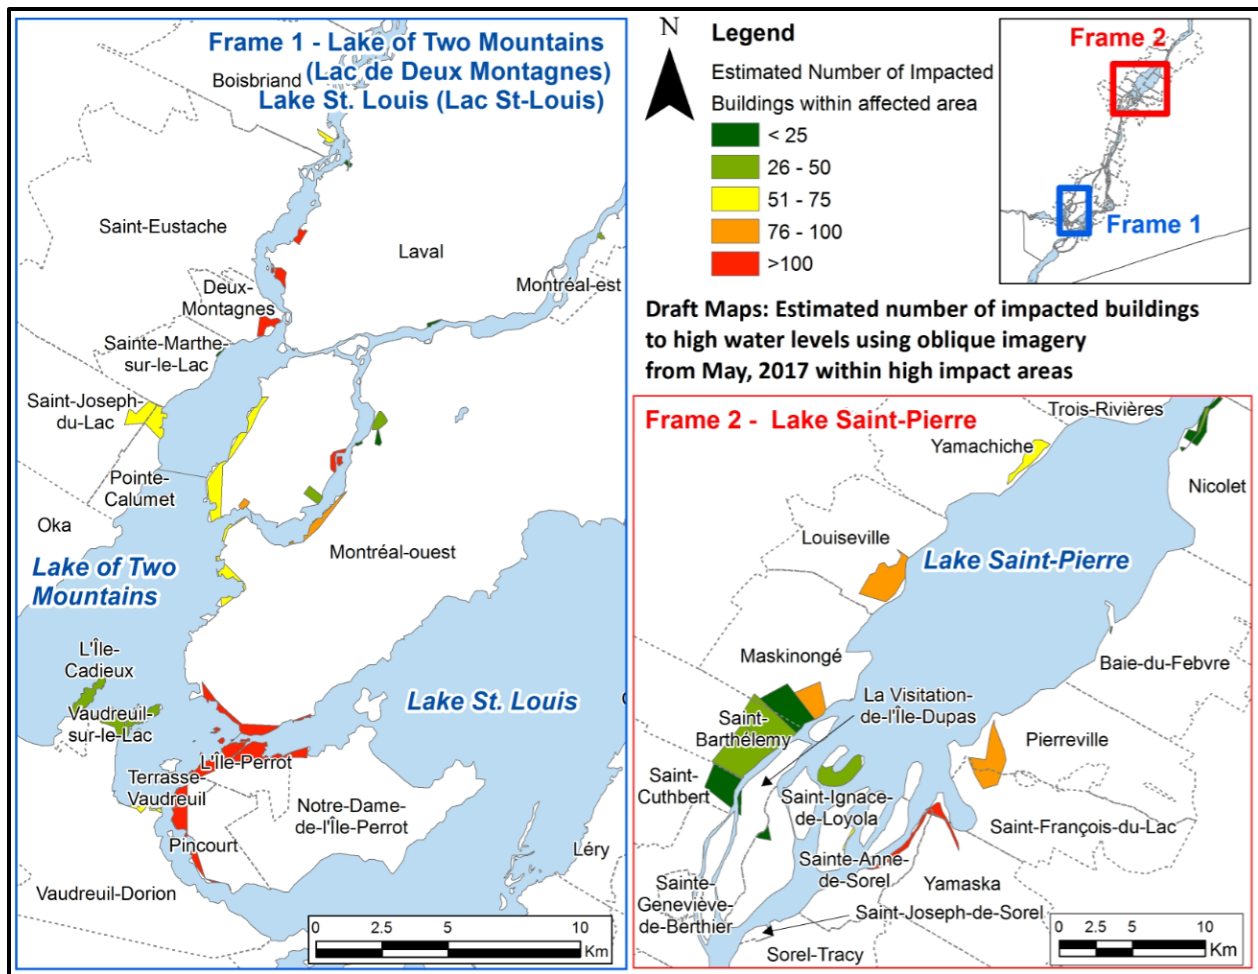 Frame 1 - Lake of Two Mountains
(Lac de Deux Montagnes)
Lake St. Louis (Lac St-Louis)
Boisbriand
Saint-Eustache
Laval
Deux-
Montagnes
Montréal-est
Sainte-Marthe-
sur-le-Lac
Saint-Joseph-
du-Lac
Pointe-
Calumet
Oka
Montréal-ouest
Lake of Two
Mountains
L'Île-
Cadieux
Vaudreuil-
sur-le-Lac
Lake St. Louis
L'Île-Perrot
Terrasse-
Vaudreuil
Notre-Dame-
de-l'Île-Perrot
Pincourt
Léry
Vaudreuil-Dorion
0 2.5 5 10
Km
N
Legend
Estimated Number of Impacted
Buildings within affected area
< 25
26 - 50
51 - 75
76 - 100
>100
Frame 2
Frame 1
Draft Maps: Estimated number of impacted buildings
to high water levels using oblique imagery
from May, 2017 within high impact areas
Frame 2 - Lake Saint-Pierre
Trois-Rivières
Yamachiche
Nicolet
Louiseville
Lake Saint-Pierre
Maskinongé
Baie-du-Febvre
La Visitation-
de-l'Île-Dupas
Saint-
Barthélemy
Pierreville
Saint-
Cuthbert
Saint-Ignace-
de-Loyola
Saint-François-du-Lac
Sainte-Anne-
de-Sorel
Yamaska
Sainte-
Geneviève-
de-Berthier
Saint-Joseph-de-Sorel
Sorel-Tracy
0 2.5 5 10
Km